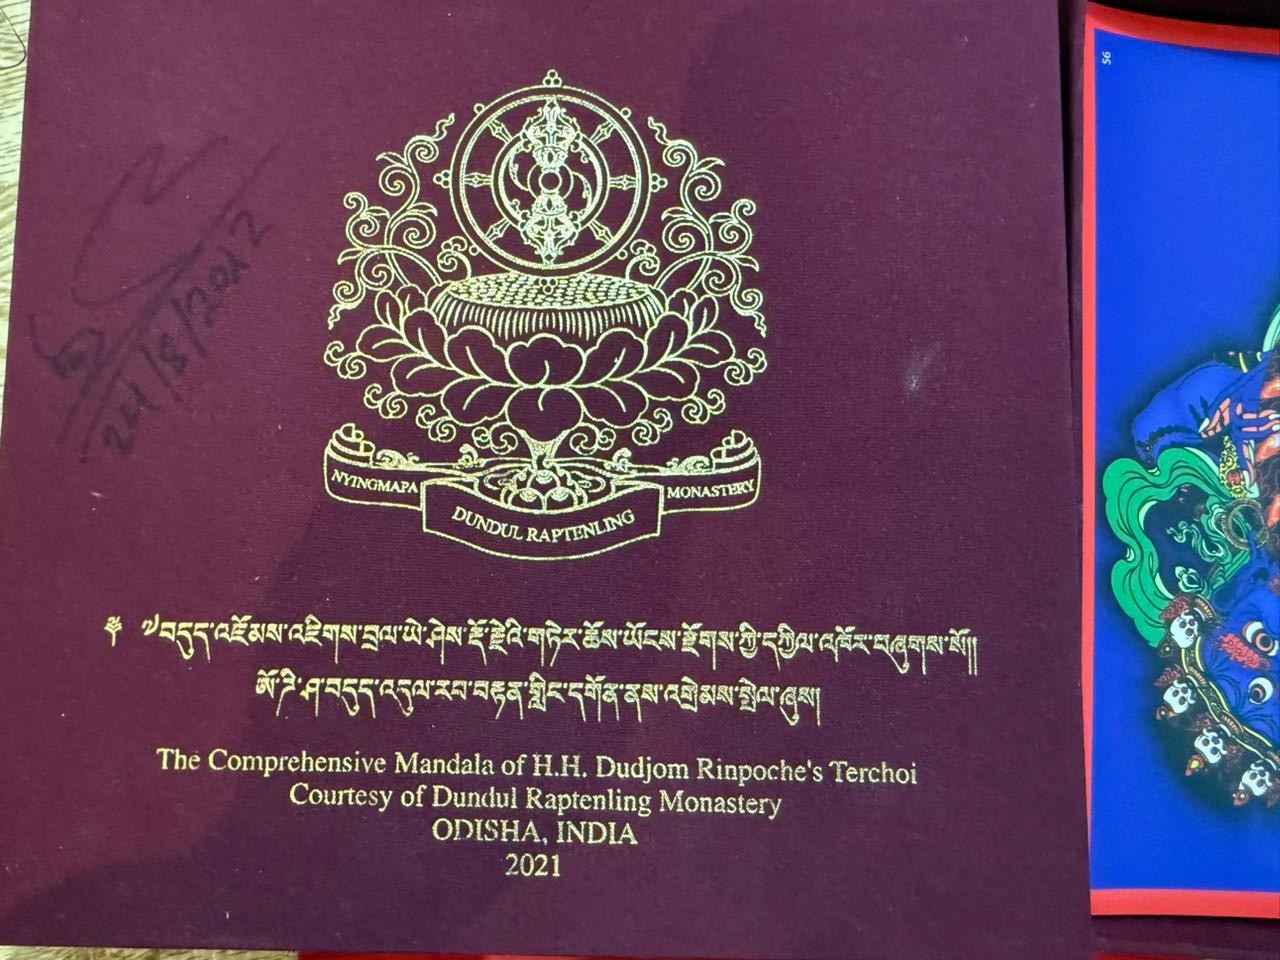 NYINGMAPA
DUNDUL RAPTENLING
MONASTERY
༄ ༧བདུད་འཇོམས་འཇིགས་བྲལ་ཡེ་ཤེས་རྡོ་རྗེའི་གཏེར་ཆོས་ཡོངས་རྫོགས་ཀྱི་དཀྱིལ་འཁོར་བཞུགས་སོ།།
ཨོ་ཌི་ཤ་བདུད་འདུལ་རབ་བརྟན་གླིང་དགོན་ནས་འགྲེམས་སྤེལ་ཞུས།
The Comprehensive Mandala of H.H. Dudjom Rinpoche's Terchoi
Courtesy of Dundul Raptenling Monastery
ODISHA, INDIA
2021
56